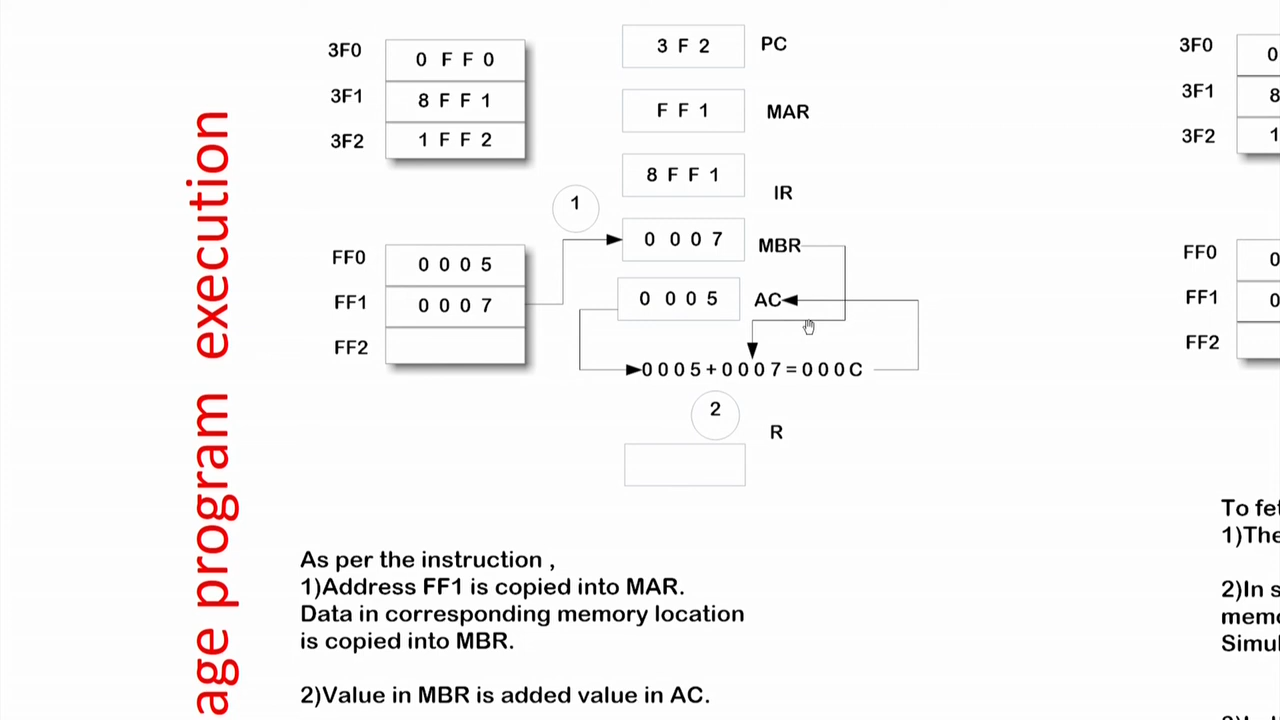 age program execution
3F0 0 F F 0
3F1 8 F F 1
3F2 1 F F 2
3 F 2 PC
F F 1 MAR
8 F F 1 IR
1
0 0 0 7 MBR
0 0 0 5 AC
FF0 0 0 0 5
FF1 0 0 0 7
FF2
0 0 0 5 + 0 0 0 7 = 0 0 0 C
2
R
As per the instruction ,
1)Address FF1 is copied into MAR.
Data in corresponding memory location
is copied into MBR.
2)Value in MBR is added value in AC.
3F0 0
3F1 8
3F2 1
FF0 0
FF1 0
FF2
To fe
1)The
2)In s
memo
Simul